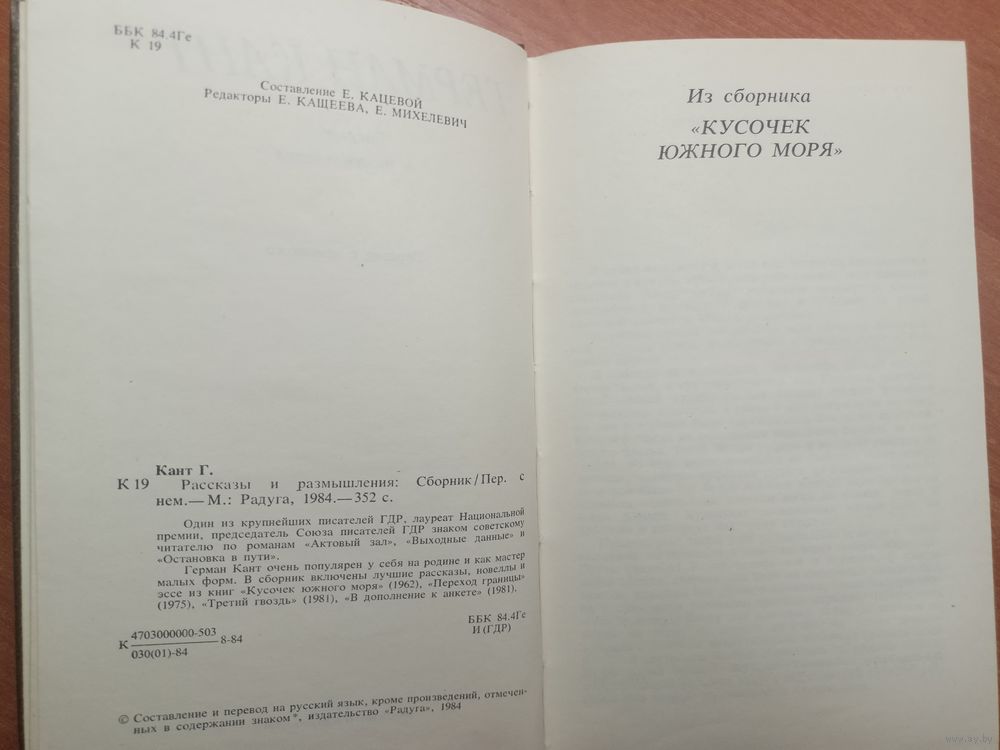 ББК 84.4Ге
К 19
Составление Е. КАЦЕВОЙ
Редакторы Е. КАЩЕЕВА, Е. МИХЕЛЕВИЧ
Кант Г.
К 19 Рассказы и размышления: Сборник/Пер. с
нем.— М.: Радуга, 1984.—352 с.
Один из крупнейших писателей ГДР, лауреат Национальной
премии, председатель Союза писателей ГДР знаком советскому
читателю по романам «Актовый зал», «Выходные данные» и
«Остановка в пути».
Герман Кант очень популярен у себя на родине и как мастер
малых форм. В сборник включены лучшие рассказы, новеллы и
эссе из книг «Кусочек южного моря» (1962), «Переход границы»
(1975), «Третий гвоздь» (1981), «В дополнение к анкете» (1981).
К 4703000000-503 8-84
030(01)-84
ББК 84.4Ге
И(ГДР)
© Составление и перевод на русский язык, кроме произведений, отмечен-
ных в содержании знаком*, издательство «Радуга», 1984
Из сборника
«КУСОЧЕК
ЮЖНОГО МОРЯ»
www.ay.by